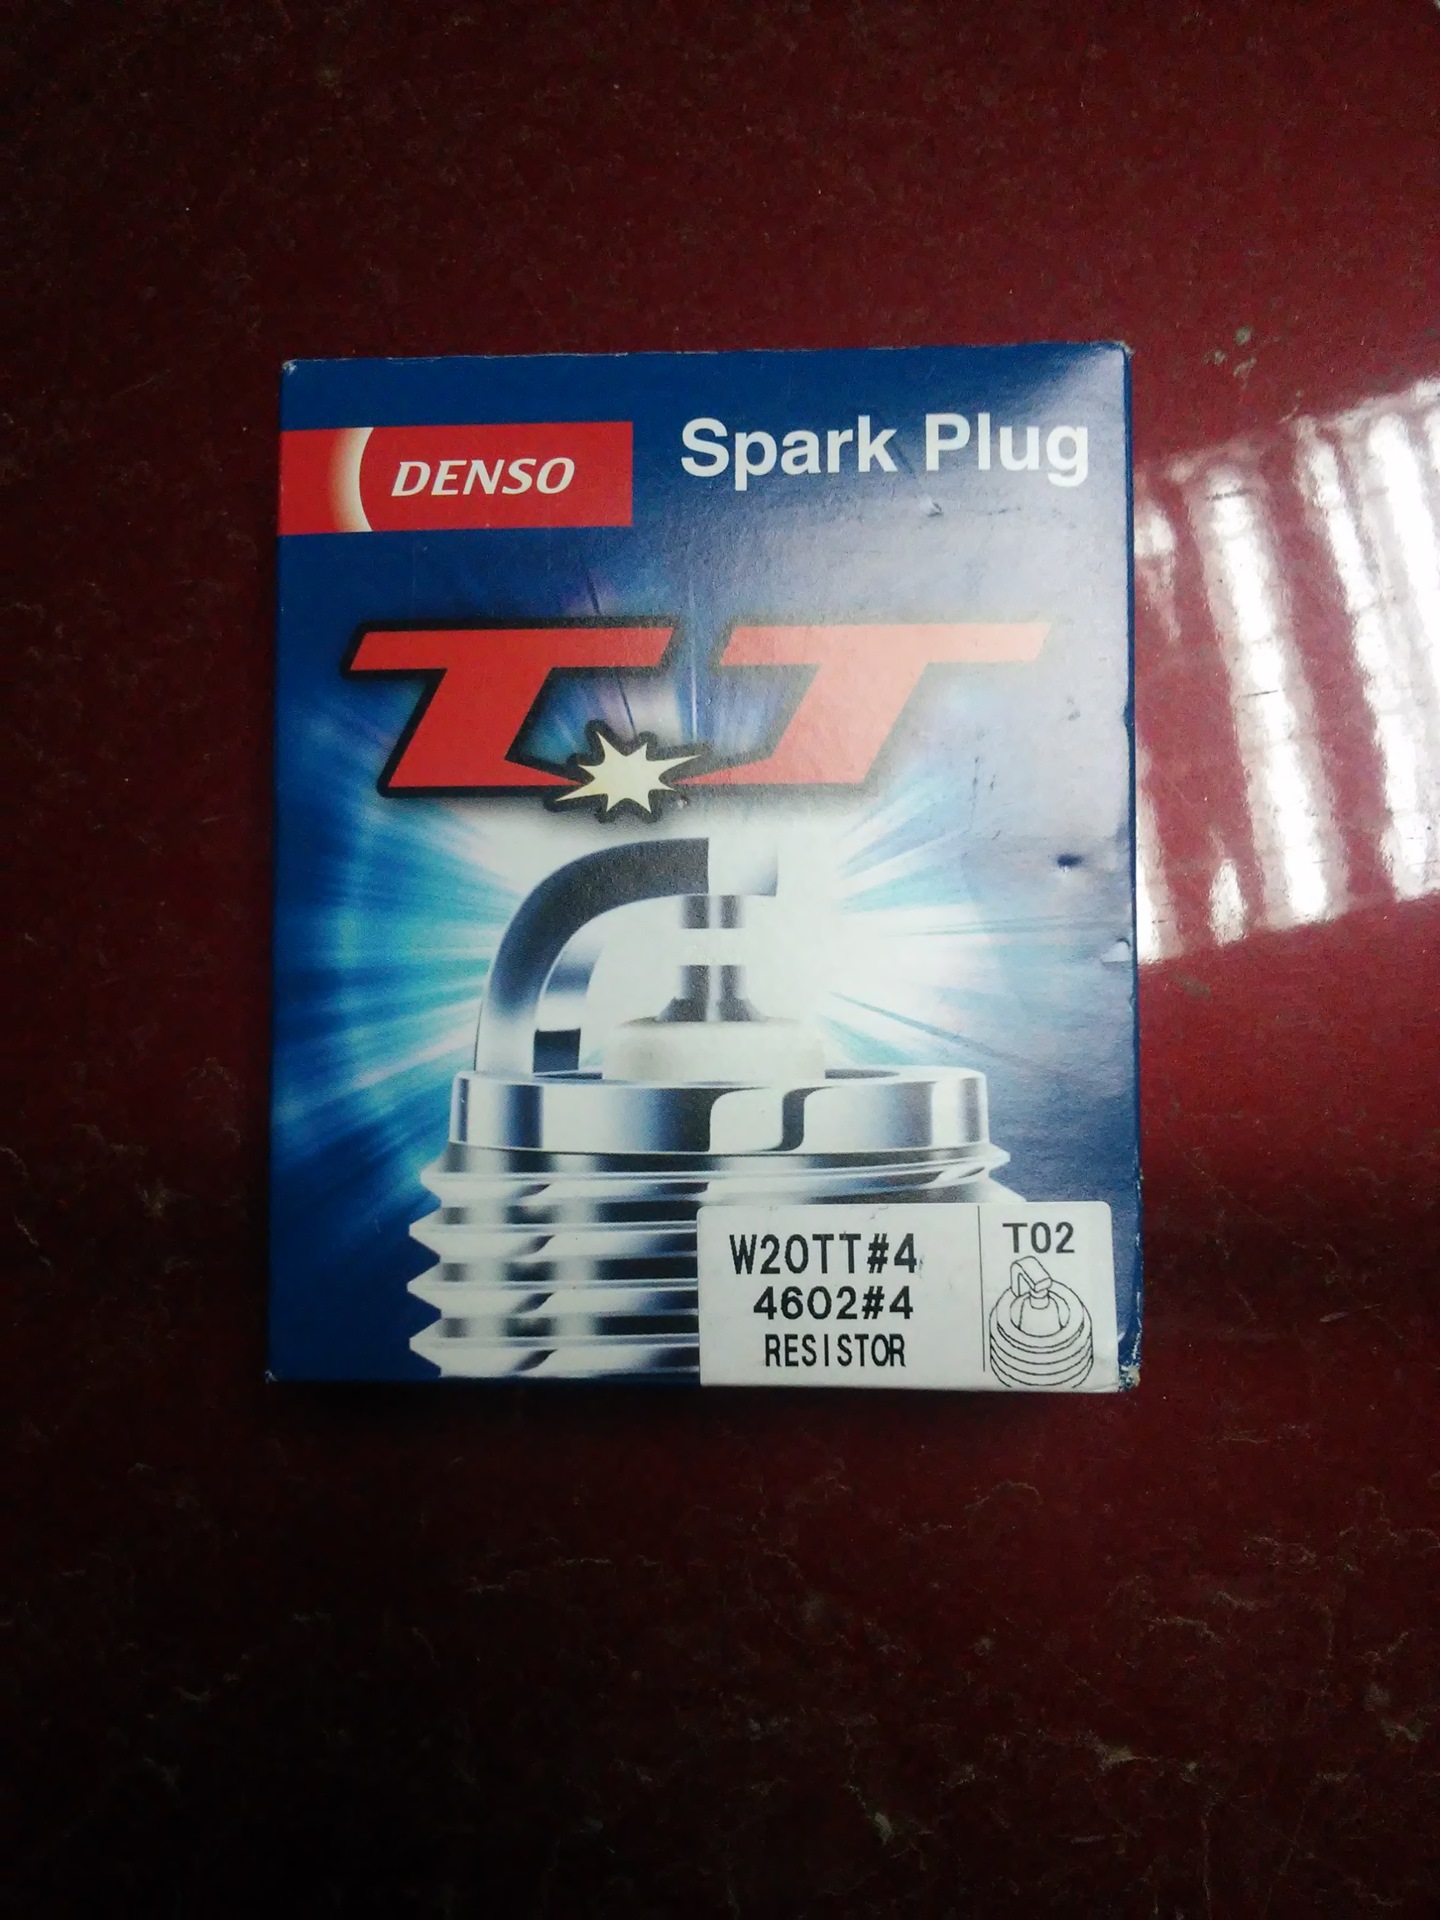 DENSO
Spark Plug
TT
W20TT#4
4602#4
RESISTOR
T02